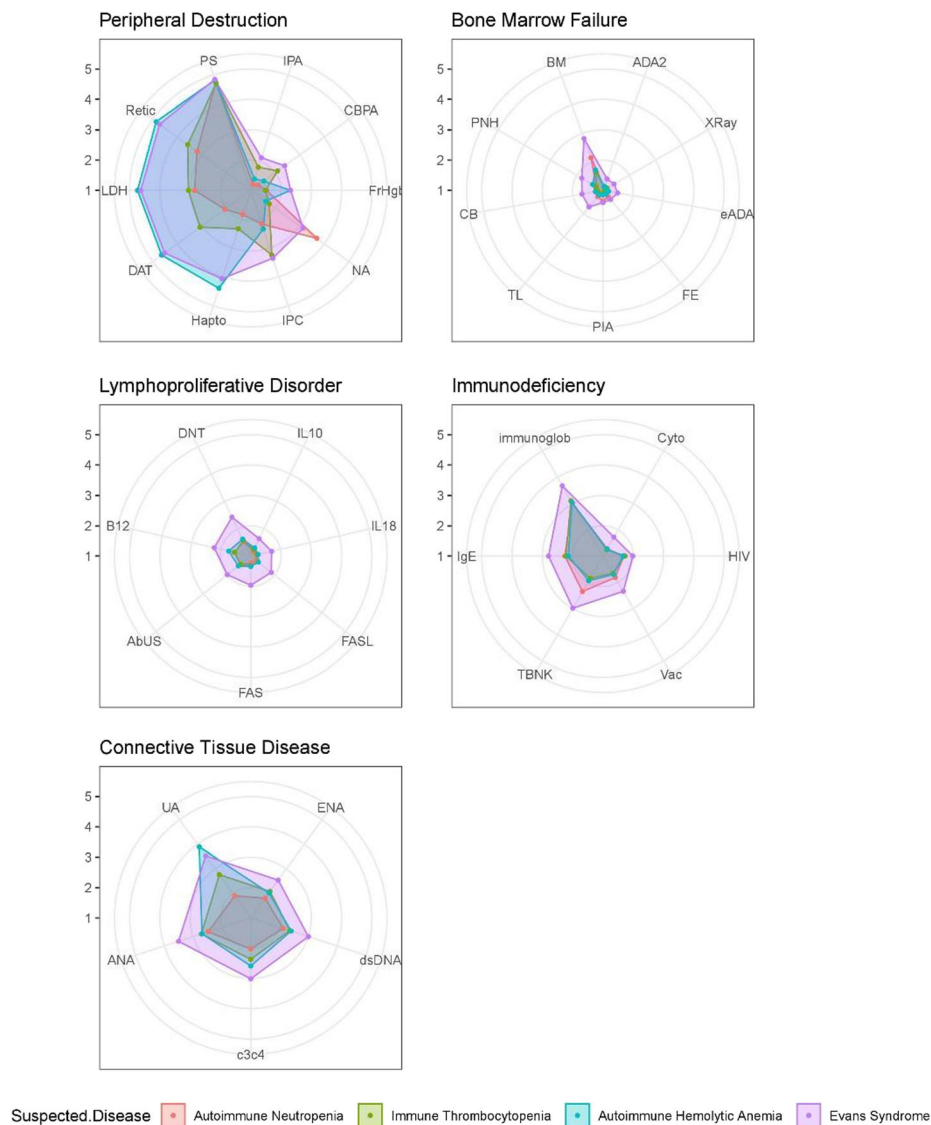 Peripheral Destruction
Bone Marrow Failure
PS
IPA
Retic
CBPA
LDH
FrHgb
DAT
NA
Hapto
IPC
5
4
3
2
1
BM
ADA2
PNH
XRay
CB
eADA
TL
FE
PIA
5
4
3
2
1
Lymphoproliferative Disorder
Immunodeficiency
DNT
IL10
B12
IL18
AbUS
FASL
FAS
5
4
3
2
1
immunoglob
Cyto
IgE
HIV
TBNK
Vac
5
4
3
2
1
Connective Tissue Disease
UA
ENA
ANA
dsDNA
c3c4
5
4
3
2
1
Suspected.Disease Autoimmune Neutropenia Immune Thrombocytopenia Autoimmune Hemolytic Anemia Evans Syndrome